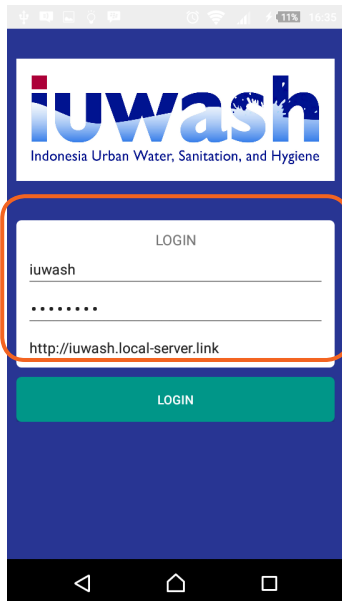 11% 16:35
iuwash
Indonesia Urban Water, Sanitation, and Hygiene
LOGIN
iuwash
••••••••
http://iuwash.local-server.link
LOGIN